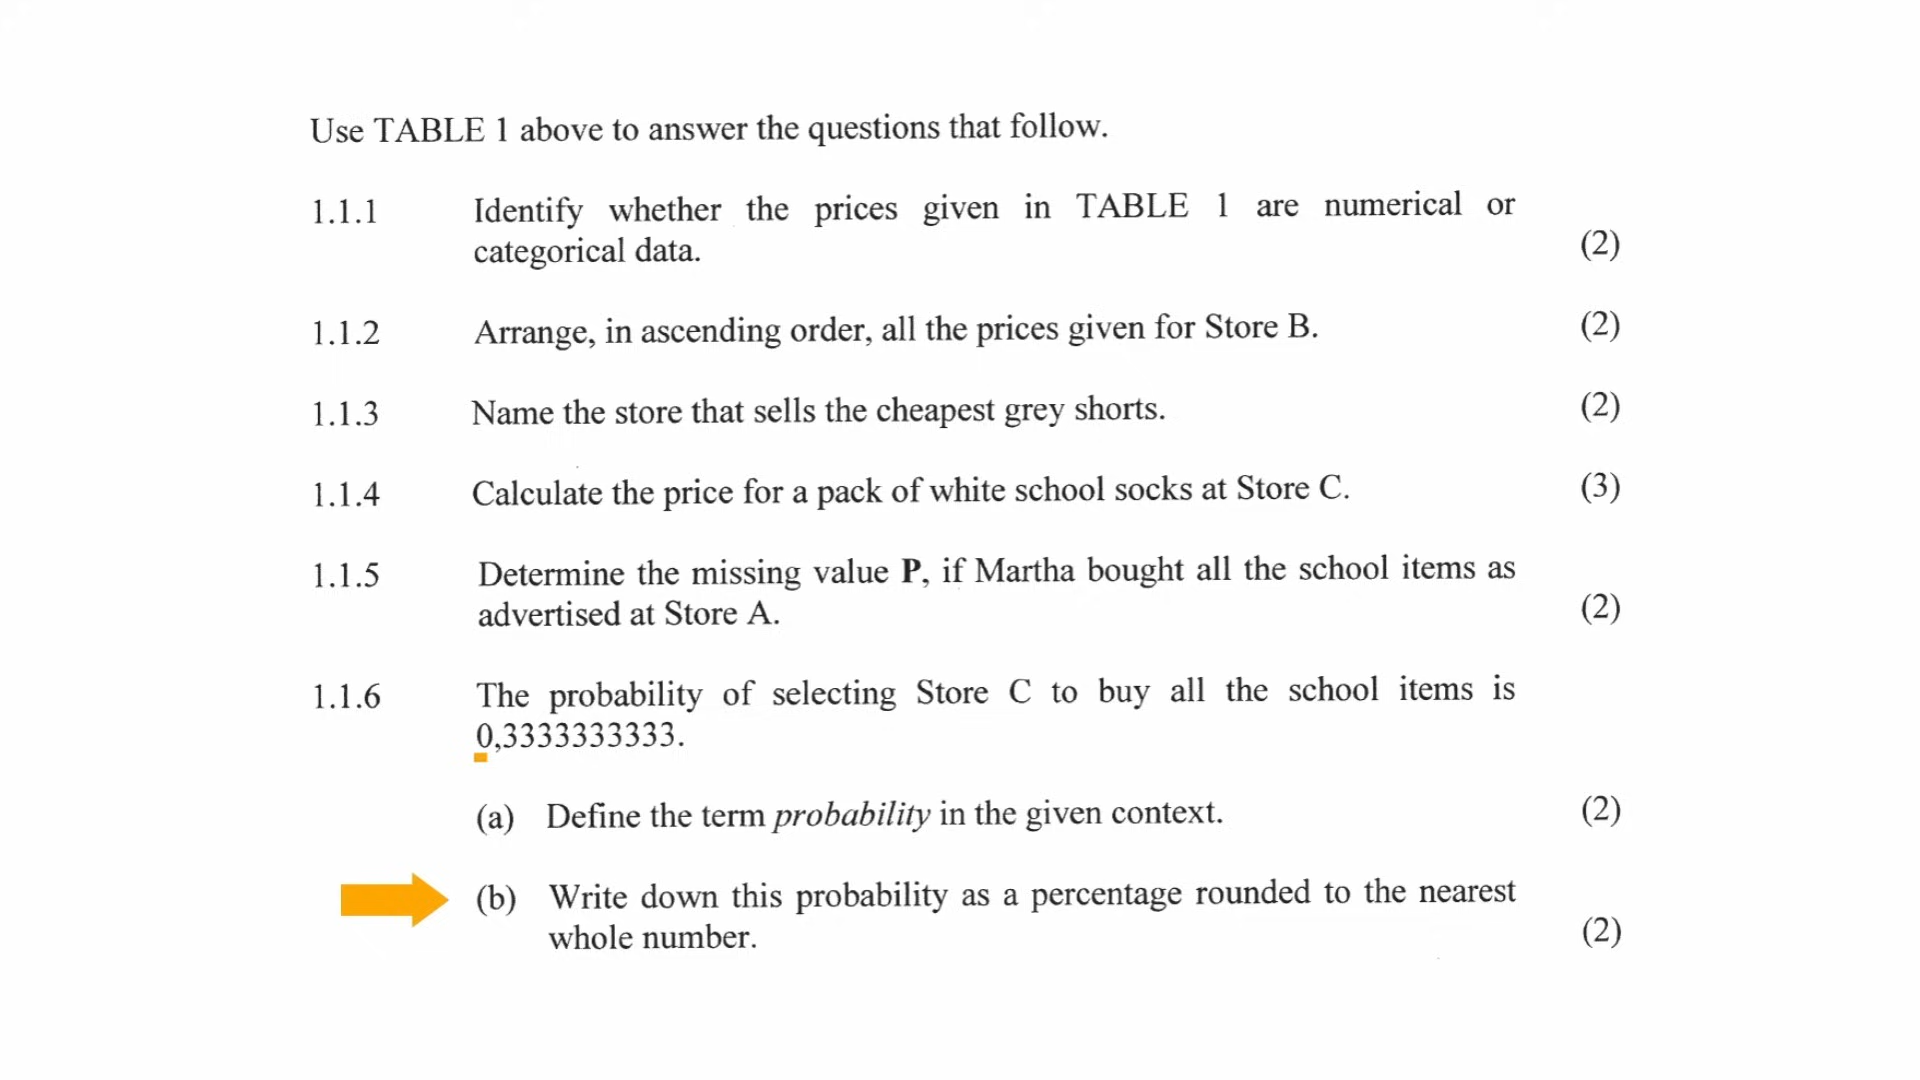 Use TABLE 1 above to answer the questions that follow.
1.1.1 Identify whether the prices given in TABLE 1 are numerical or
categorical data. (2)
1.1.2 Arrange, in ascending order, all the prices given for Store B. (2)
1.1.3 Name the store that sells the cheapest grey shorts. (2)
1.1.4 Calculate the price for a pack of white school socks at Store C. (3)
1.1.5 Determine the missing value P, if Martha bought all the school items as
advertised at Store A. (2)
1.1.6 The probability of selecting Store C to buy all the school items is
0,3333333333.
(a) Define the term probability in the given context. (2)
(b) Write down this probability as a percentage rounded to the nearest
whole number. (2)